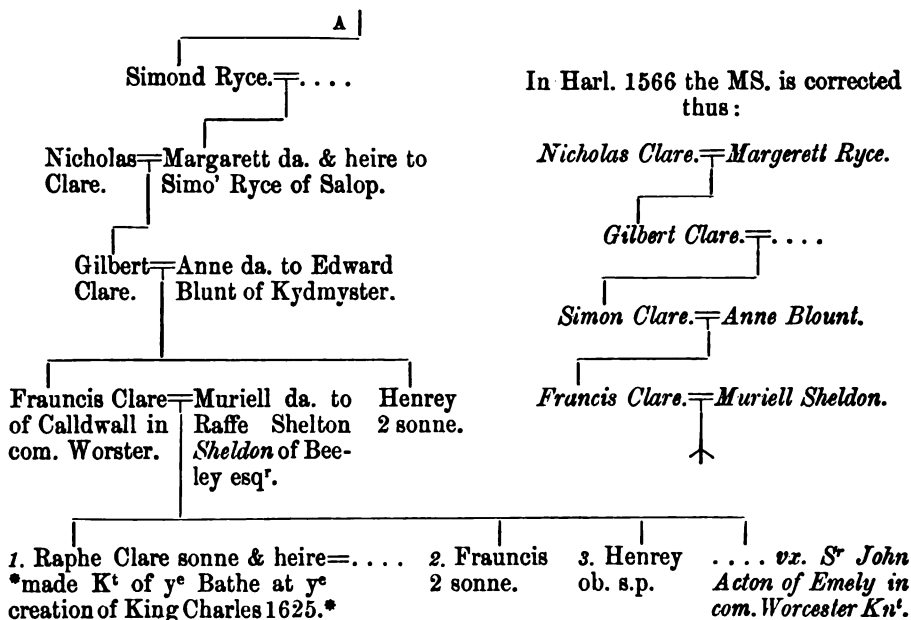 A
Simond Ryce.=. . . .
Nicholas=Margarett da. & heire to
Clare. Simo' Ryce of Salop.
Gilbert=Anne da. to Edward
Clare. Blunt of Kydmyster.
Frauncis Clare=Muriell da. to Henrey
of Calldwall in Raffe Shelton 2 sonne.
com. Worster. Sheldon of Bee-
ley esqʳ.
In Harl. 1566 the MS. is corrected
thus:
Nicholas Clare.=Margerett Ryce.
Gilbert Clare.=. . . .
Simon Clare.=Anne Blount.
Francis Clare.=Muriell Sheldon.
1. Raphe Clare sonne & heire=. . . . 2. Frauncis 3. Henrey . . . . vx. Sʳ John
*made Kᵗ of yᵉ Bathe at yᵉ 2 sonne. ob. s.p. Acton of Emely in
creation of King Charles 1625.* com. Worcester Knᵗ.